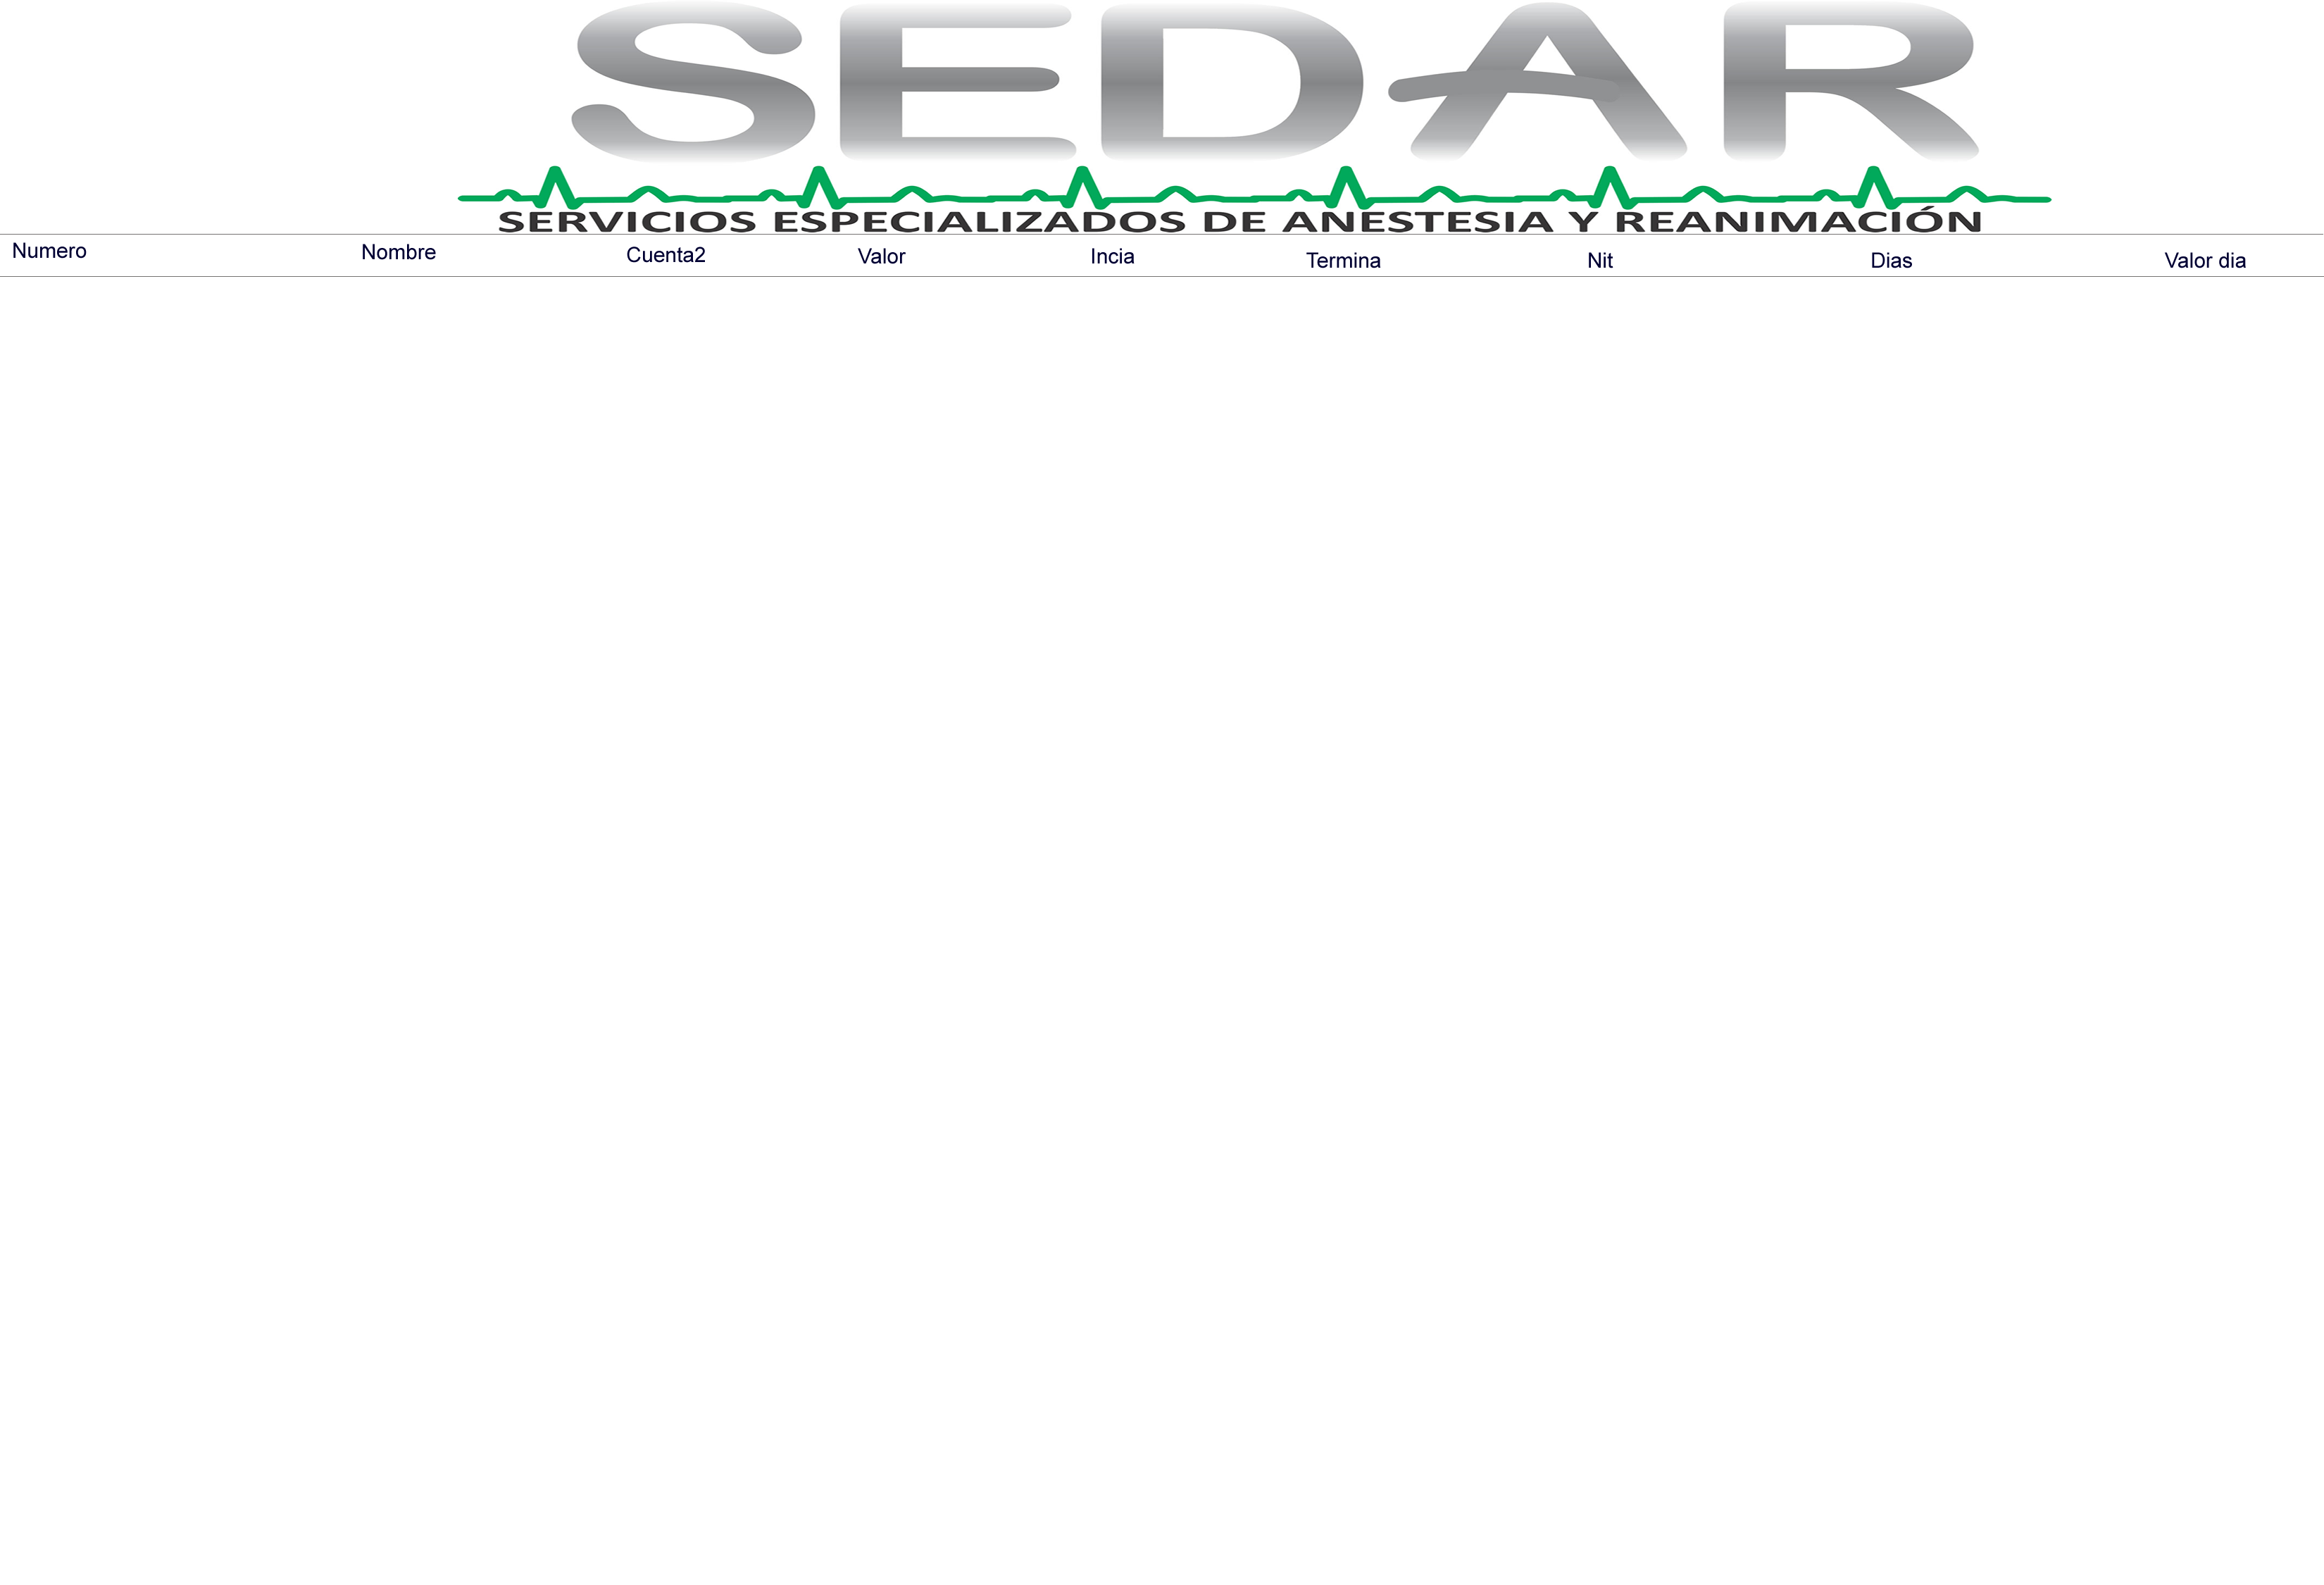 SEDAR
SERVICIOS ESPECIALIZADOS DE ANESTESIA Y REANIMACIÓN
Numero Nombre Cuenta2 Valor Incia Termina Nit Dias Valor dia